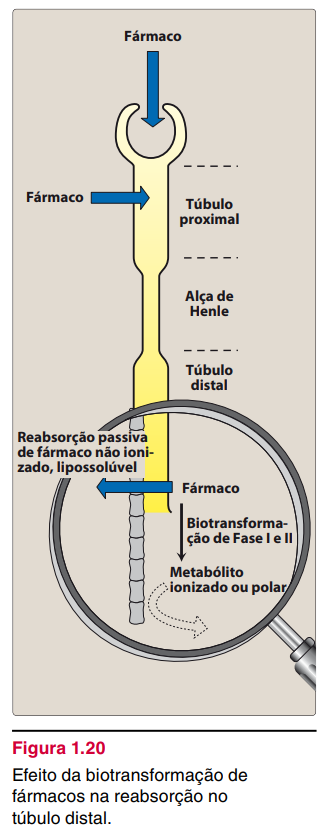 Fármaco
Fármaco
Túbulo
proximal
Alça de
Henle
Túbulo
distal
Reabsorção passiva
de fármaco não ioni-
zado, lipossolúvel
Fármaco
Biotransforma-
ção de Fase I e II
Metabólito
ionizado ou polar
Figura 1.20
Efeito da biotransformação de
fármacos na reabsorção no
túbulo distal.